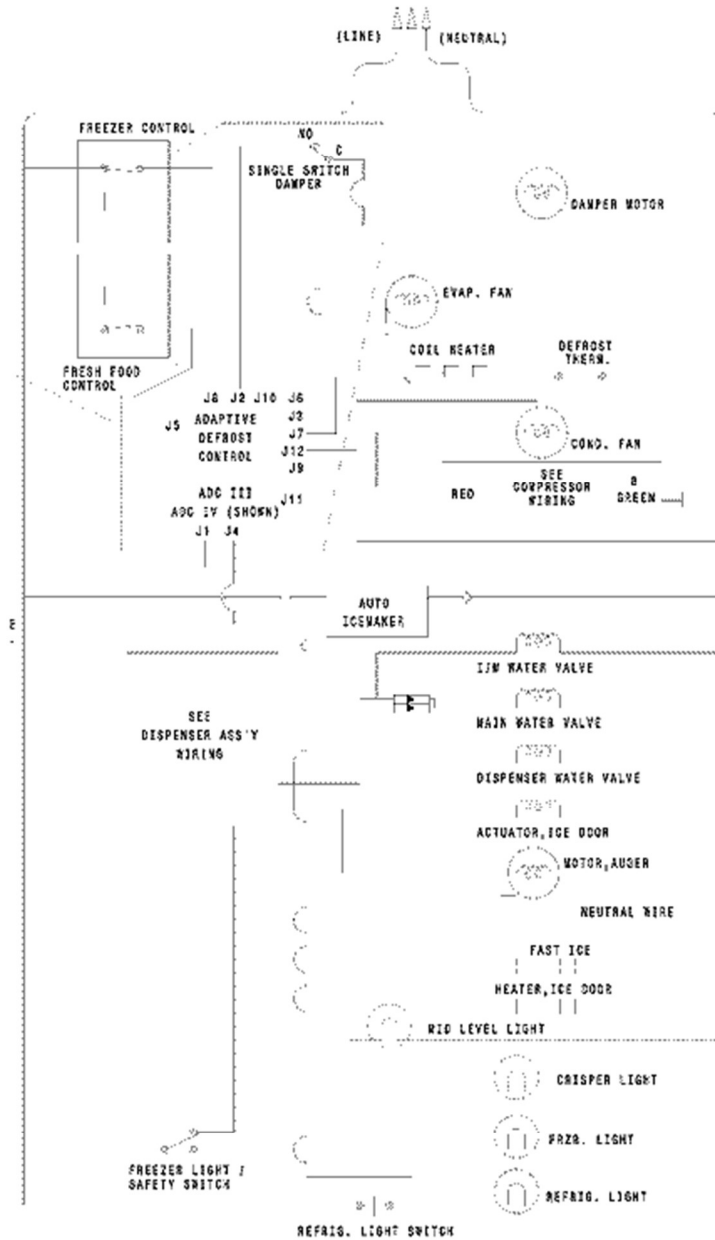 (LINE) (NEUTRAL)
FREEZER CONTROL
NO
C
SINGLE SWITCH
DAMPER
DAMPER MOTOR
EVAP. FAN
COIL HEATER
DEFROST
THERM.
FRESH FOOD
CONTROL
J8 J2 J10 J6
J5 ADAPTIVE J3
DEFROST J7
CONTROL J12
J9
COND. FAN
SEE
COMPRESSOR
WIRING
RED
GREEN
ADC III J11
ADC IV (SHOWN)
J1 J4
AUTO
ICEMAKER
I/M WATER VALVE
SEE
DISPENSER ASS'Y
WIRING
MAIN WATER VALVE
DISPENSER WATER VALVE
ACTUATOR,ICE DOOR
MOTOR,AUGER
NEUTRAL WIRE
FAST ICE
HEATER,ICE DOOR
MID LEVEL LIGHT
CRISPER LIGHT
FRZR. LIGHT
FREEZER LIGHT /
SAFETY SWITCH
REFRIG. LIGHT
REFRIG. LIGHT SWITCH